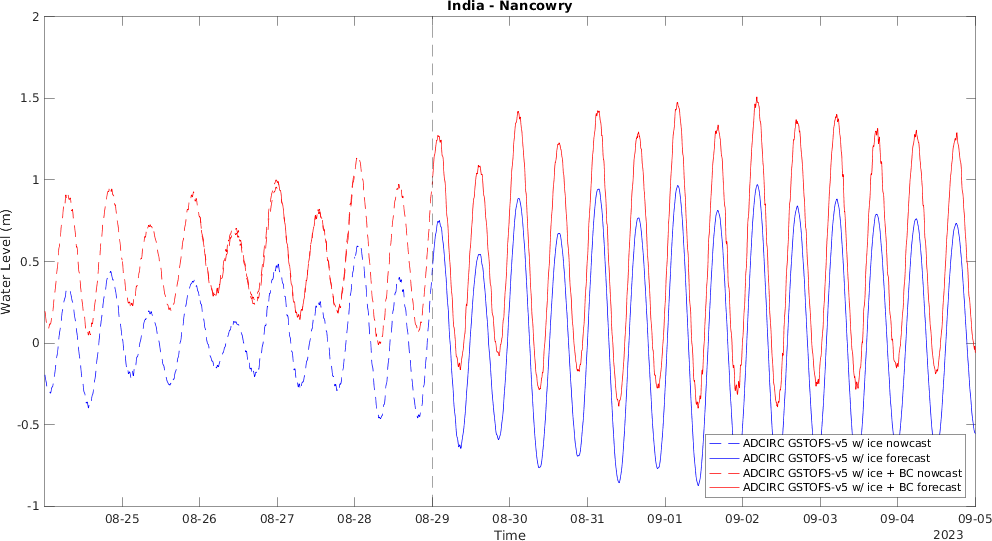 India - Nancowry
Water Level (m)
2
1.5
1
0.5
0
-0.5
-1
08-25
08-26
08-27
08-28
08-29
08-30
08-31
09-01
09-02
09-03
09-04
09-05
Time
2023
ADCIRC GSTOFS-v5 w/ ice nowcast
ADCIRC GSTOFS-v5 w/ ice forecast
ADCIRC GSTOFS-v5 w/ ice + BC nowcast
ADCIRC GSTOFS-v5 w/ ice + BC forecast